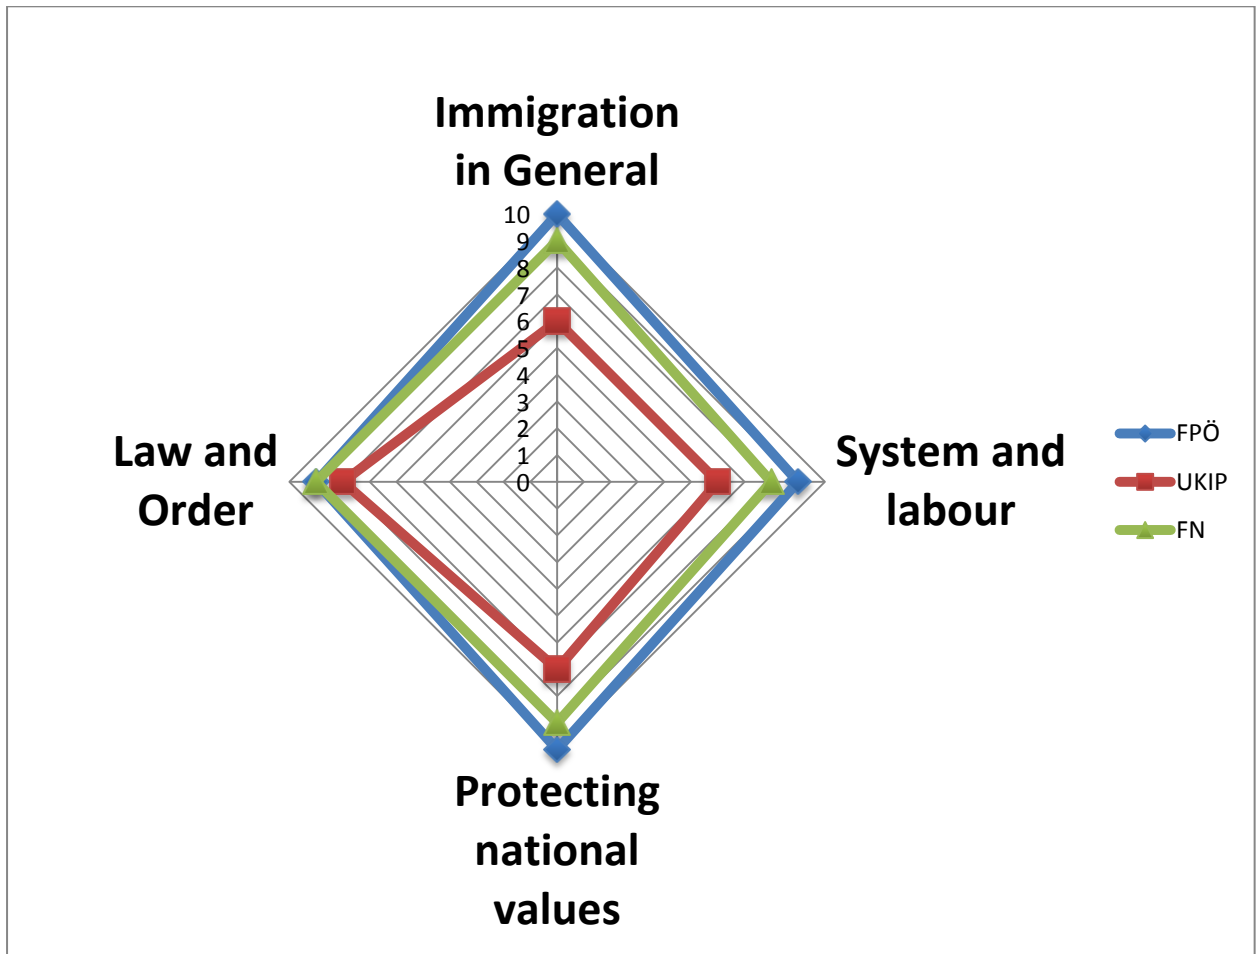 Immigration
in General
10
9
8
7
6
5
4
3
2
1
0
Law and
Order
System and
labour
Protecting
national
values
FPÖ
UKIP
FN